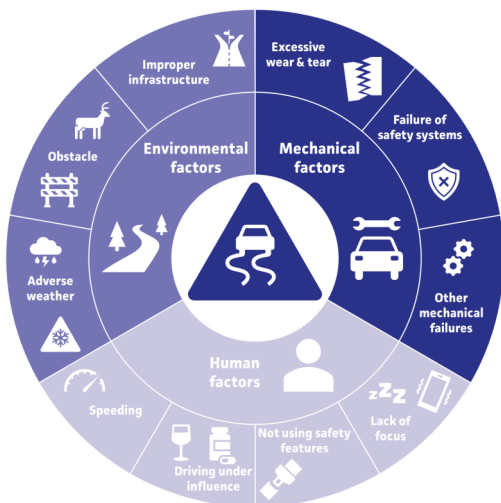 Improper
infrastructure
Excessive
wear & tear
Obstacle
Failure of
safety systems
Environmental
factors
Mechanical
factors
Adverse
weather
Other
mechanical
failures
Human
factors
Speeding
Driving under
influence
Not using safety
features
zzZ
Lack of
focus